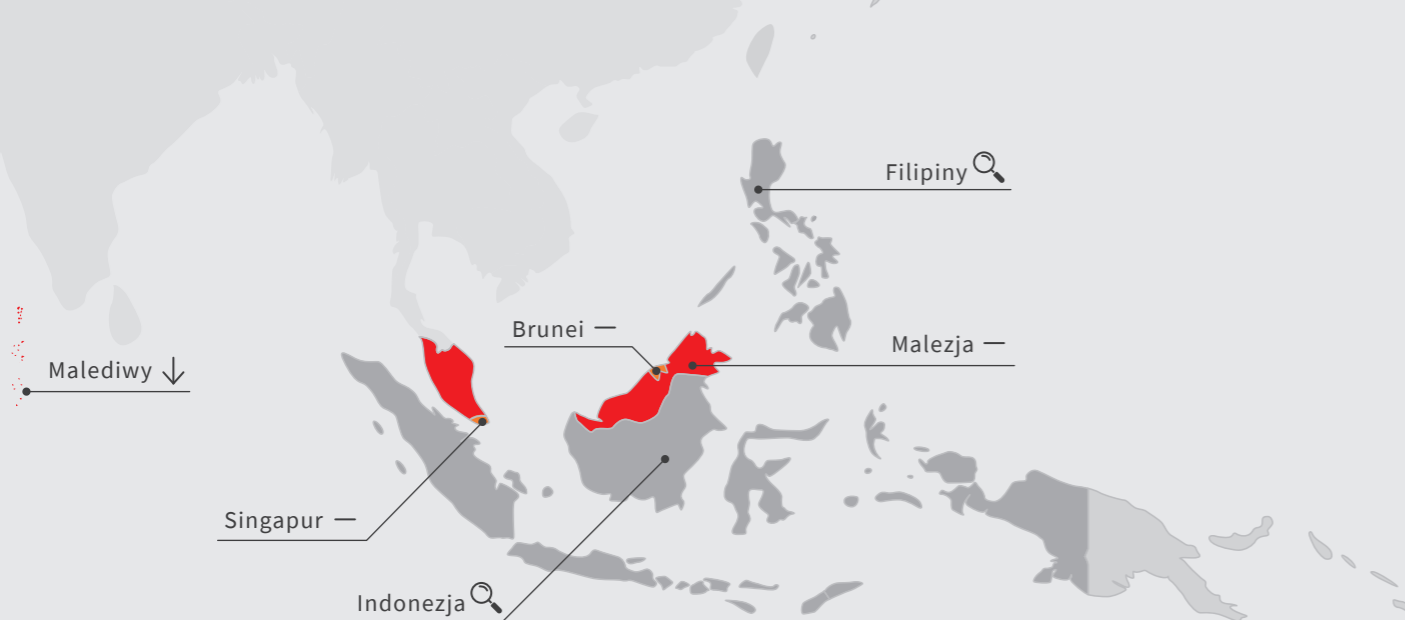 Filipiny
Brunei —
Malezja —
Malediwy ↓
Singapur —
Indonezja